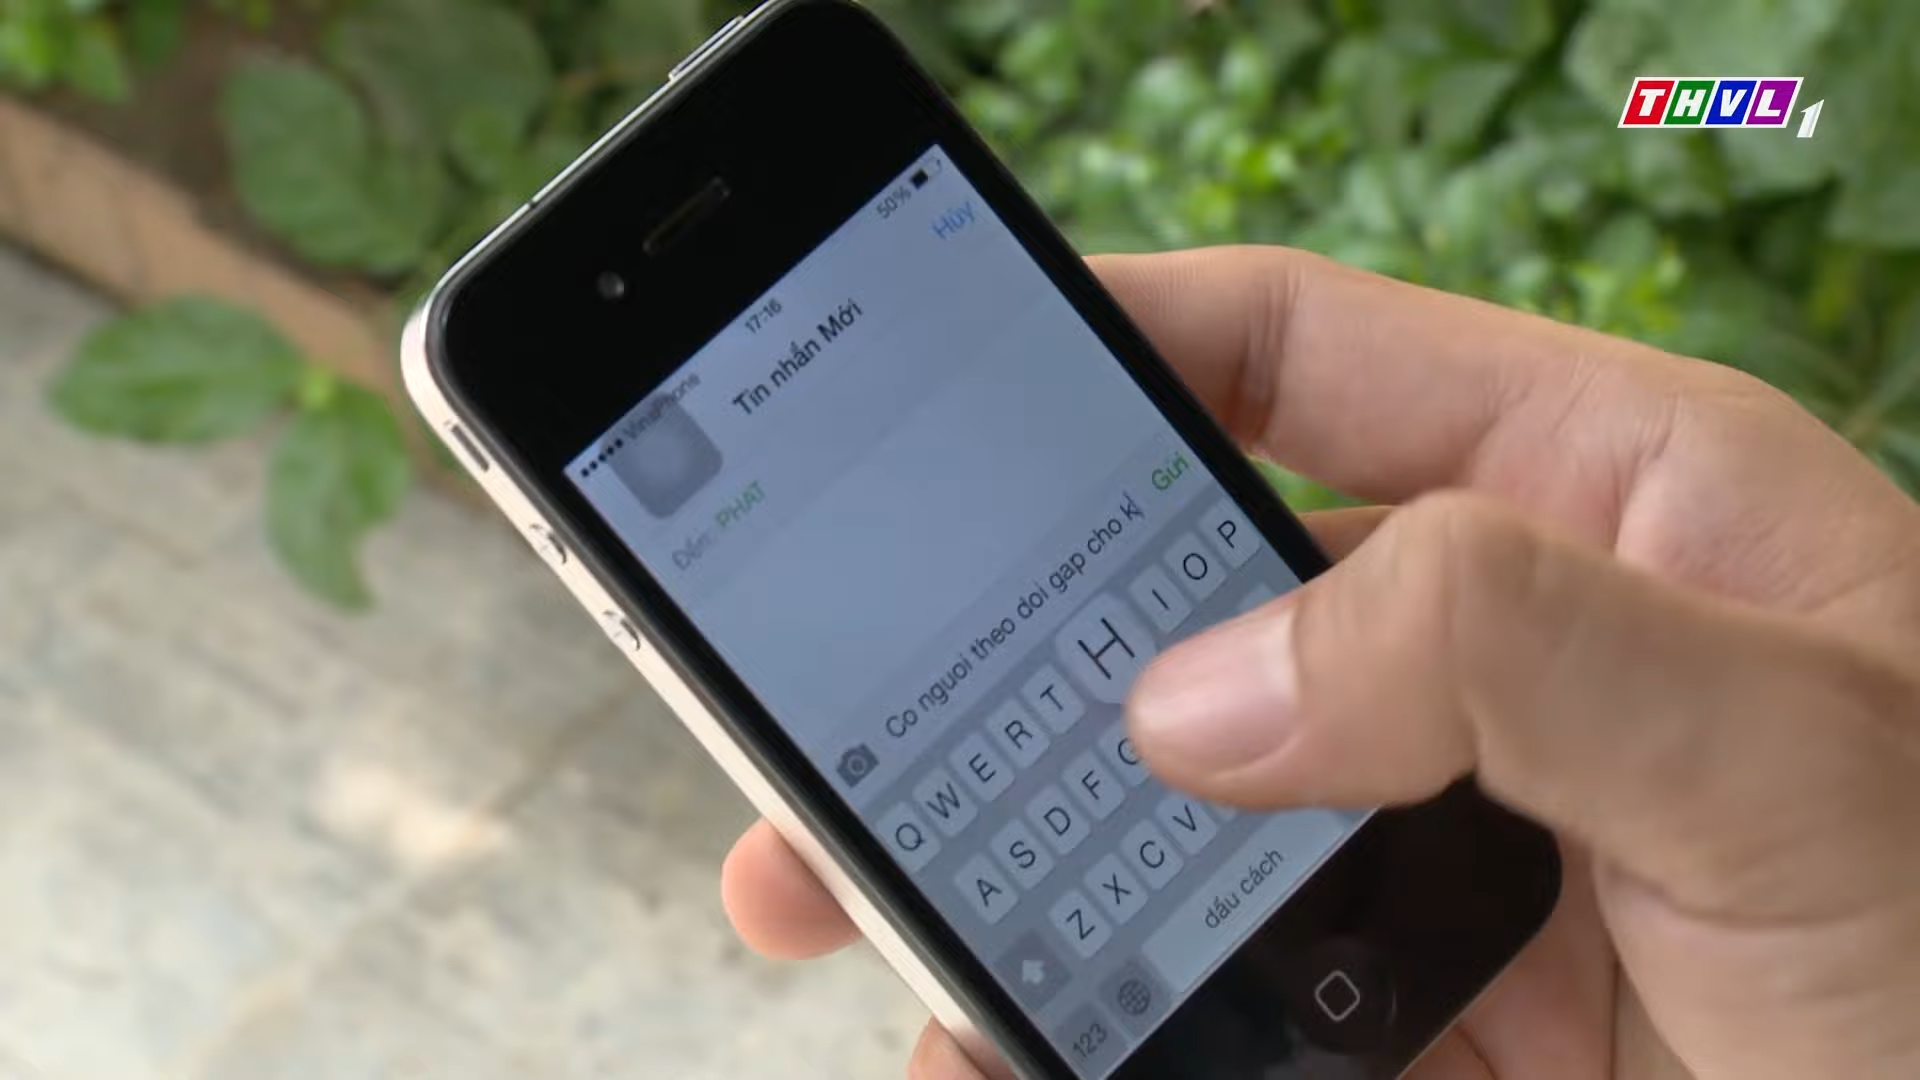 THVL1
50%
Hủy
17:16
VinaPhone
Tin nhắn Mới
Đến: PHAT
Gửi
Co nguoi theo doi gap cho k
Q W E R T H I O P
A S D F G
Z X C V
123 dấu cách